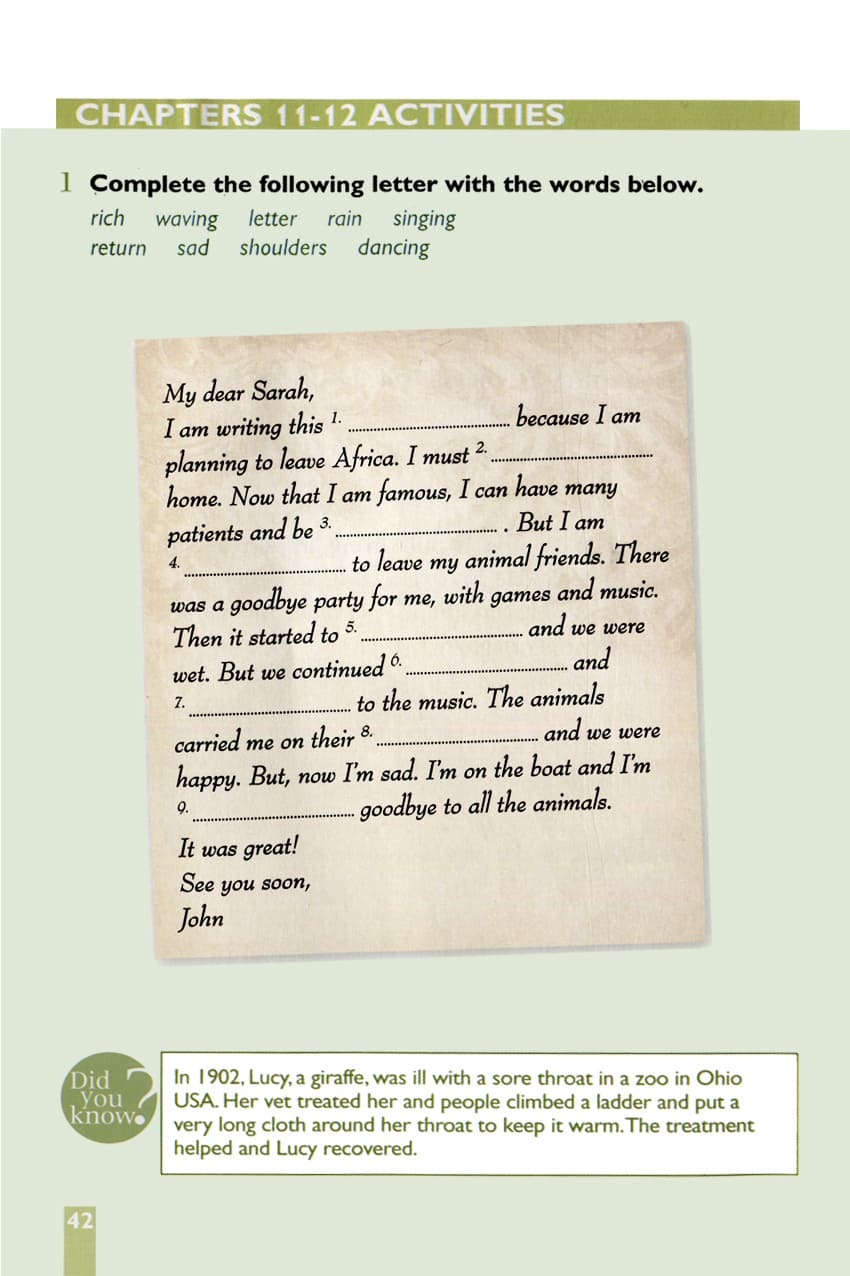 CHAPTERS 11-12 ACTIVITIES
1 Complete the following letter with the words below.
rich waving letter rain singing
return sad shoulders dancing
My dear Sarah,
I am writing this 1. .......................................... because I am
planning to leave Africa. I must 2. ..........................................
home. Now that I am famous, I can have many
patients and be 3. .......................................... . But I am
4. .......................................... to leave my animal friends. There
was a goodbye party for me, with games and music.
Then it started to 5. .......................................... and we were
wet. But we continued 6. .......................................... and
7. .......................................... to the music. The animals
carried me on their 8. .......................................... and we were
happy. But, now I'm sad. I'm on the boat and I'm
9. .......................................... goodbye to all the animals.
It was great!
See you soon,
John
Did
you
know?
In 1902, Lucy, a giraffe, was ill with a sore throat in a zoo in Ohio
USA. Her vet treated her and people climbed a ladder and put a
very long cloth around her throat to keep it warm. The treatment
helped and Lucy recovered.
42